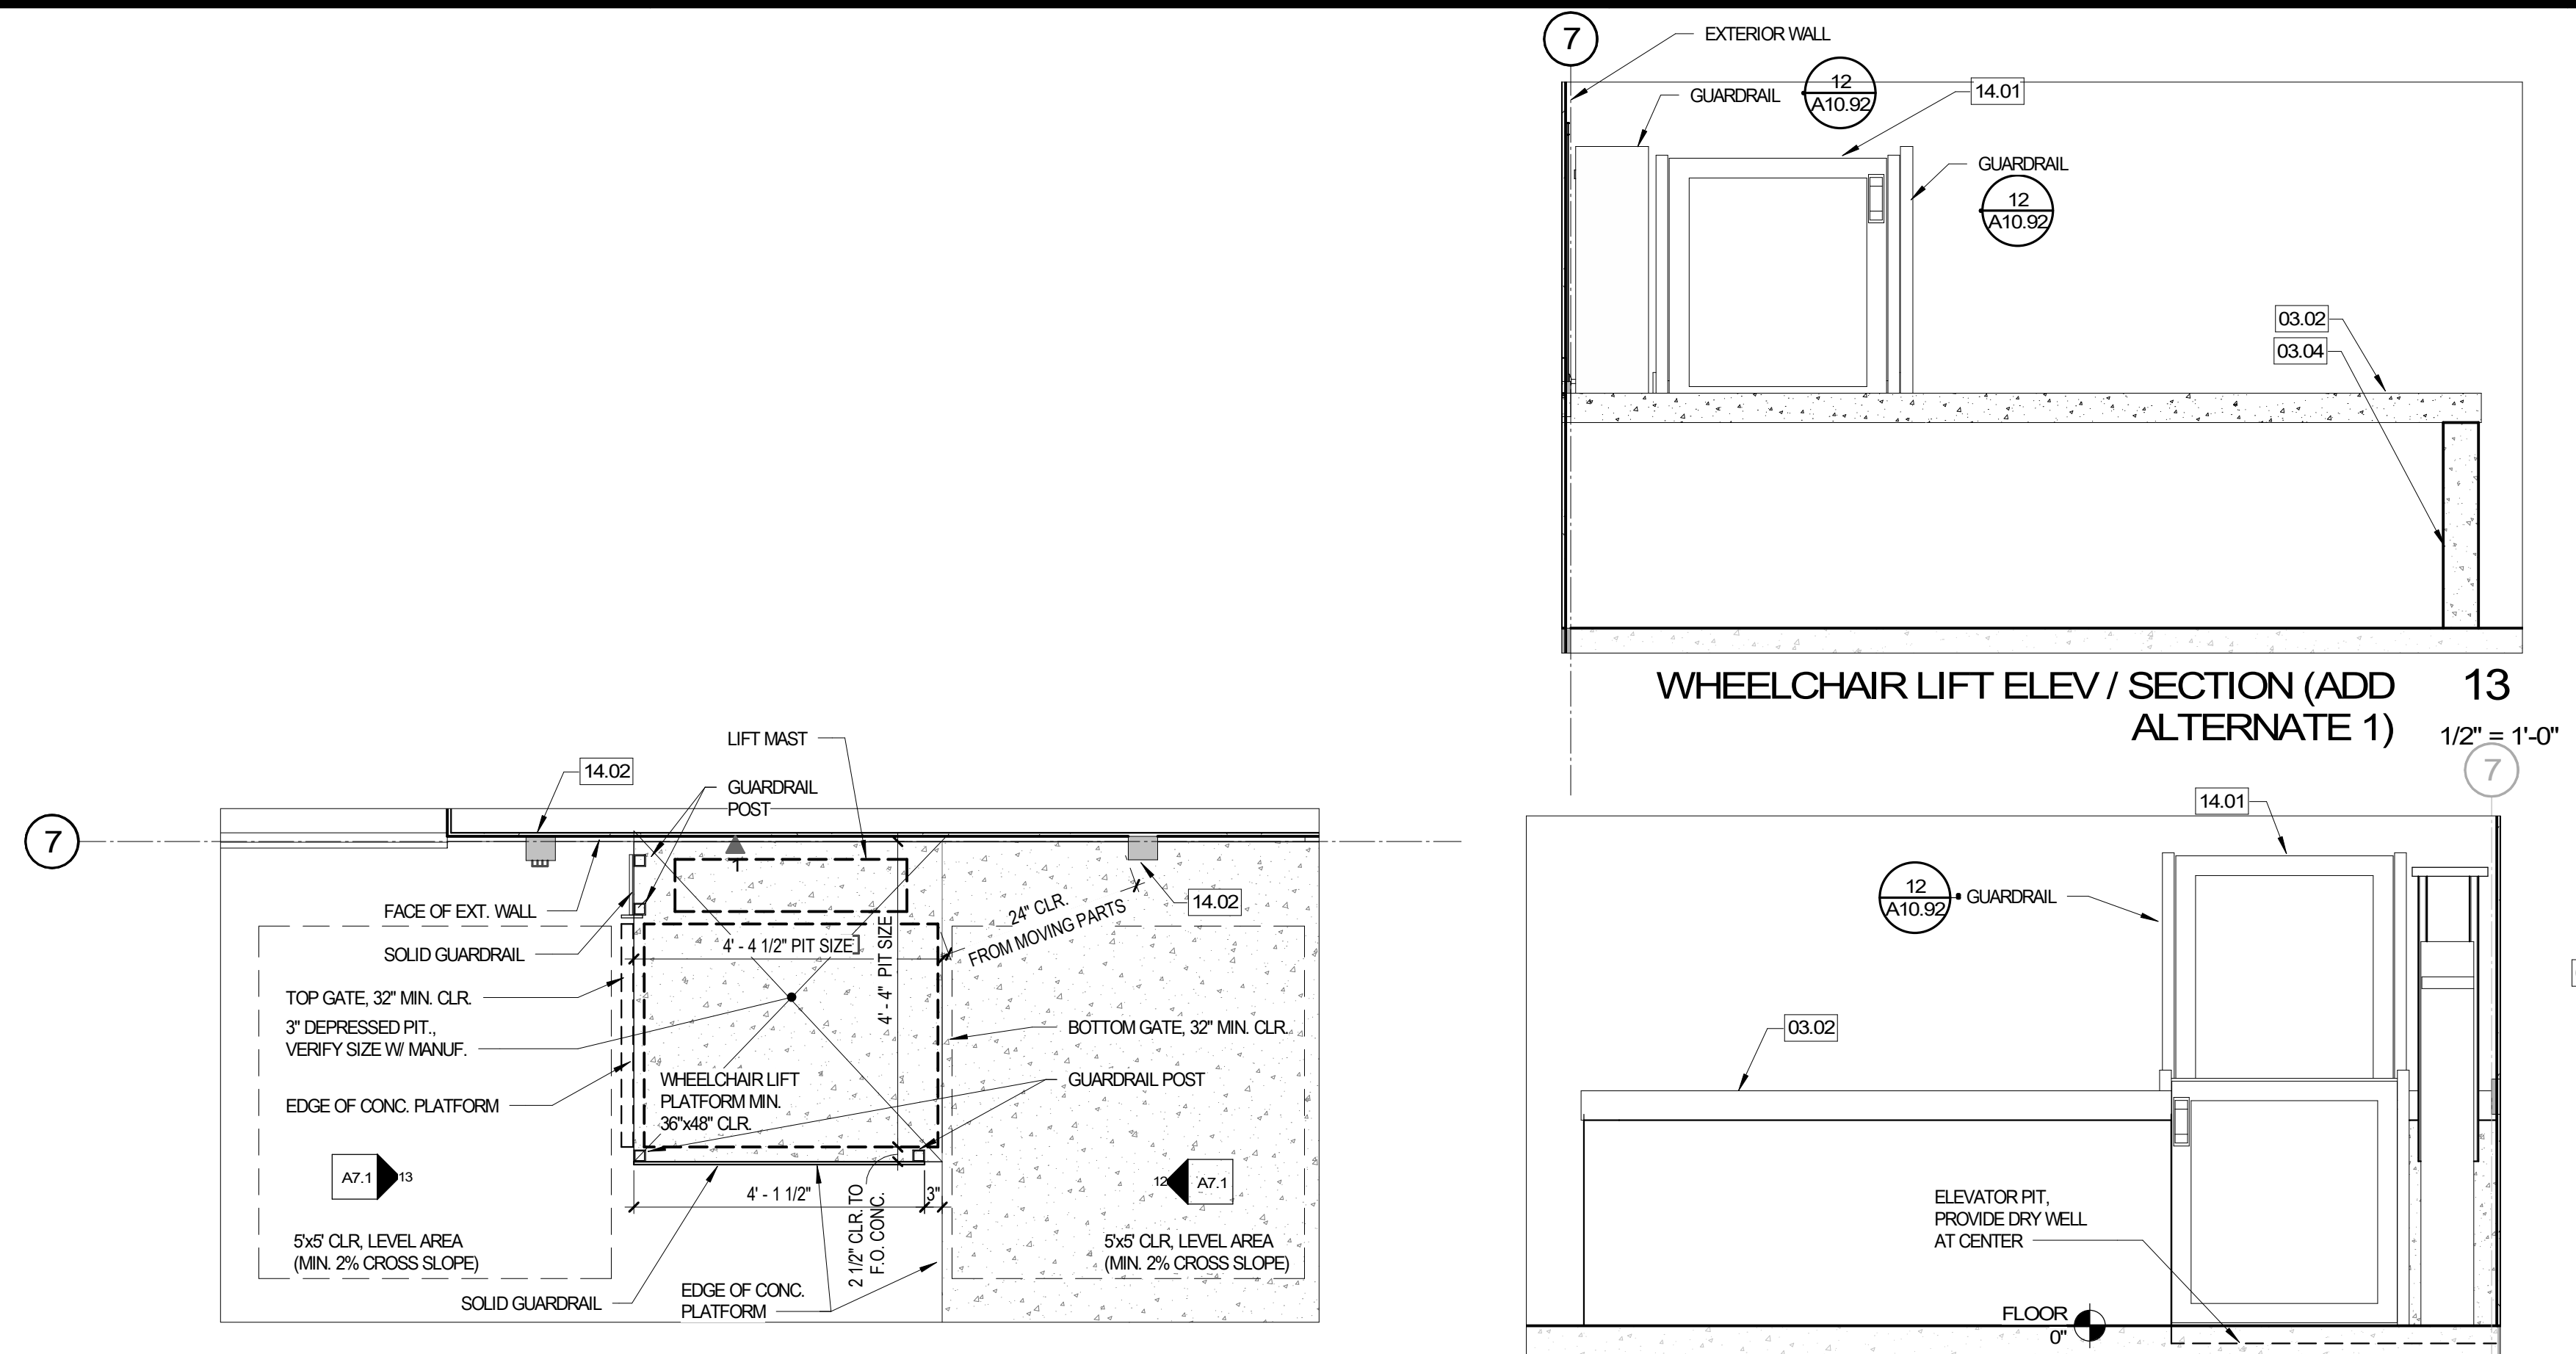 7
EXTERIOR WALL
GUARDRAIL
12
A10.92
14.01
GUARDRAIL
12
A10.92
03.02
03.04
WHEELCHAIR LIFT ELEV / SECTION (ADD
ALTERNATE 1)
13
1/2" = 1'-0"
LIFT MAST
14.02
GUARDRAIL
POST
7
1
FACE OF EXT. WALL
SOLID GUARDRAIL
TOP GATE, 32" MIN. CLR.
3" DEPRESSED PIT.,
VERIFY SIZE W/ MANUF.
EDGE OF CONC. PLATFORM
4' - 4 1/2" PIT SIZE
4' - 4" PIT SIZE
24" CLR.
FROM MOVING PARTS
14.02
BOTTOM GATE, 32" MIN. CLR.
GUARDRAIL POST
WHEELCHAIR LIFT
PLATFORM MIN.
36"x48" CLR.
A7.1
13
12
A7.1
4' - 1 1/2"
3"
2 1/2" CLR. TO
F.O. CONC.
5'x5' CLR, LEVEL AREA
(MIN. 2% CROSS SLOPE)
5'x5' CLR, LEVEL AREA
(MIN. 2% CROSS SLOPE)
SOLID GUARDRAIL
EDGE OF CONC.
PLATFORM
7
14.01
12
A10.92
GUARDRAIL
03.02
ELEVATOR PIT,
PROVIDE DRY WELL
AT CENTER
FLOOR
0"